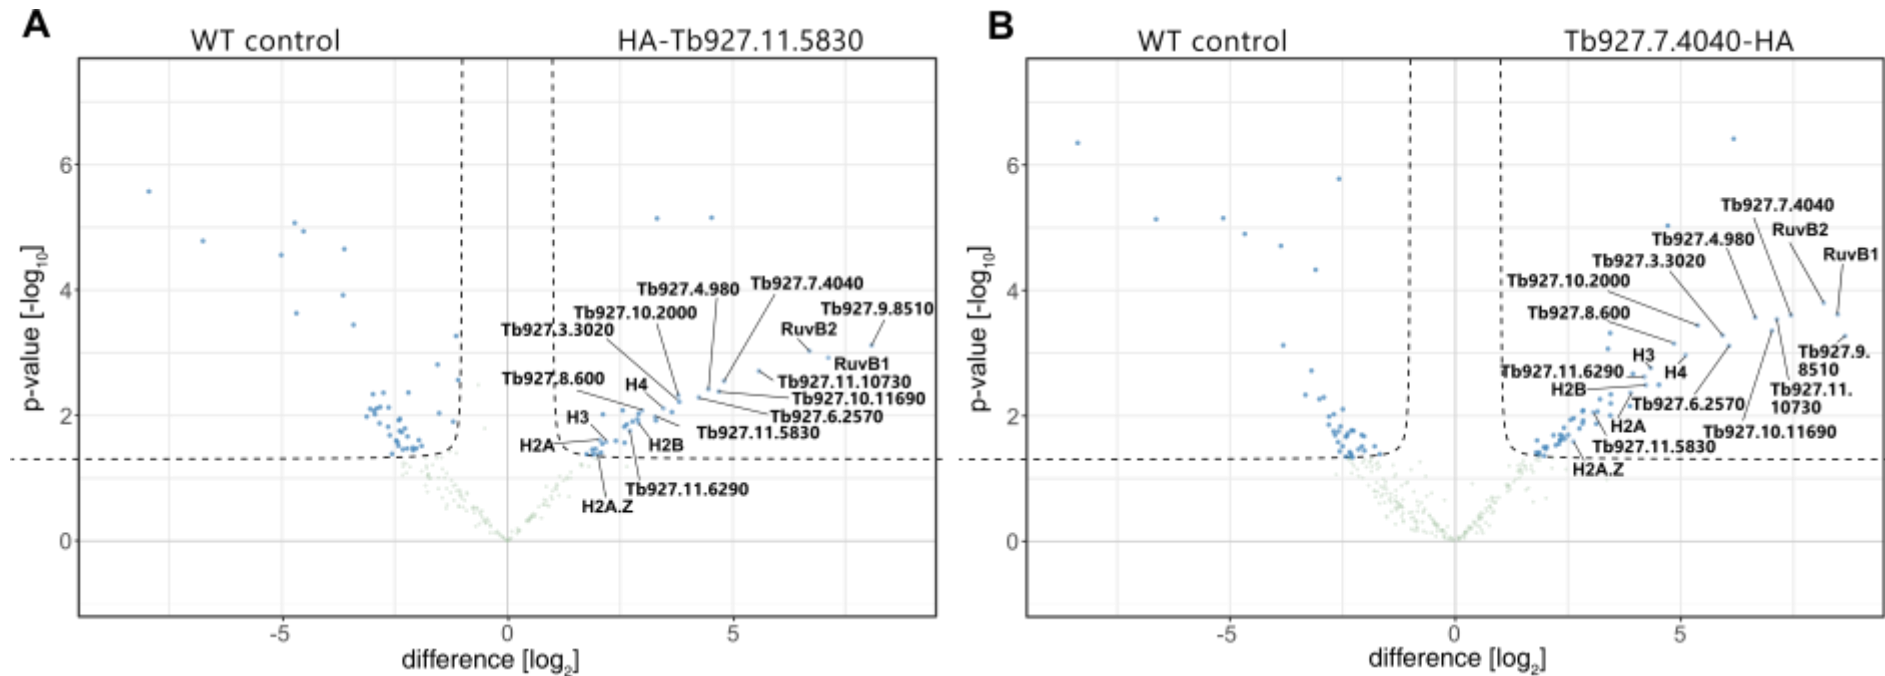 A
WT control
HA-Tb927.11.5830
6
4
2
0
p-value [-log10]
Tb927.4.980
Tb927.7.4040
Tb927.10.2000
Tb927.9.8510
Tb927.3.3020
RuvB2
RuvB1
Tb927.8.600
H4
Tb927.11.10730
Tb927.10.11690
H3
Tb927.6.2570
Tb927.11.5830
H2A
H2B
Tb927.11.6290
H2A.Z
-5
0
5
difference [log2]
B
WT control
Tb927.7.4040-HA
6
4
2
0
p-value [-log10]
Tb927.7.4040
RuvB2
Tb927.4.980
RuvB1
Tb927.3.3020
Tb927.10.2000
Tb927.8.600
H3
Tb927.9.
8510
Tb927.11.6290
H4
H2B
Tb927.11.
10730
Tb927.6.2570
H2A
Tb927.10.11690
Tb927.11.5830
H2A.Z
-5
0
5
difference [log2]